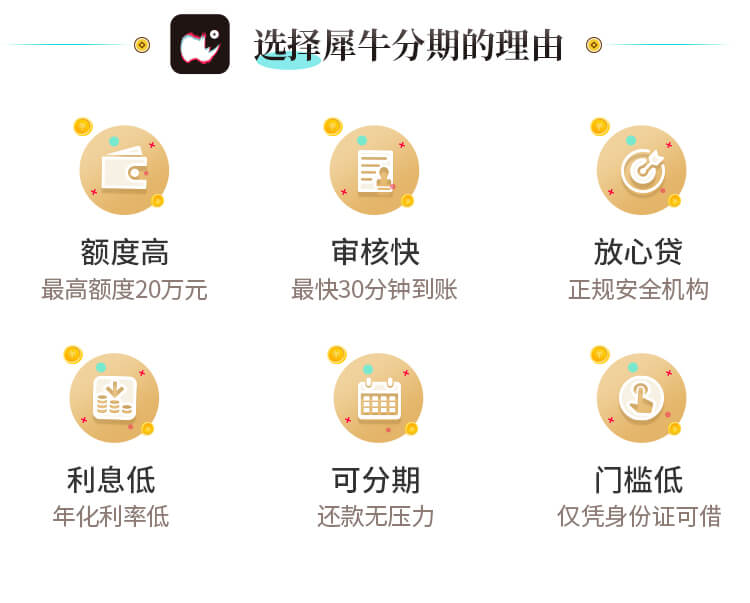 选择犀牛分期的理由
额度高
审核快
放心贷
最高额度20万元
最快30分钟到账
正规安全机构
利息低
可分期
门槛低
年化利率低
还款无压力
仅凭身份证可借